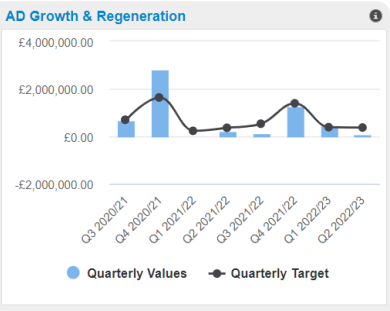 AD Growth & Regeneration
£4,000,000.00
£2,000,000.00
£0.00
-£2,000,000.00
Q3 2020/21
Q4 2020/21
Q1 2021/22
Q2 2021/22
Q3 2021/22
Q4 2021/22
Q1 2022/23
Q2 2022/23
Quarterly Values
Quarterly Target